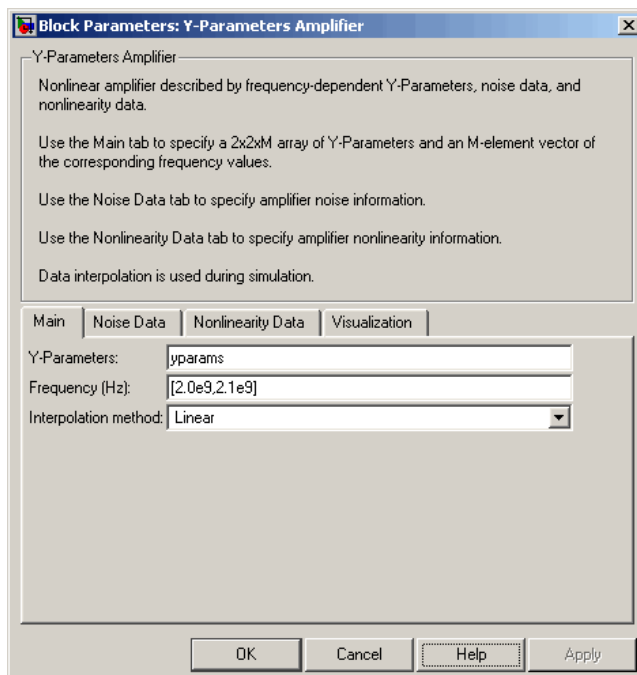 Block Parameters: Y-Parameters Amplifier
Y-Parameters Amplifier
Nonlinear amplifier described by frequency-dependent Y-Parameters, noise data, and
nonlinearity data.
Use the Main tab to specify a 2x2xM array of Y-Parameters and an M-element vector of
the corresponding frequency values.
Use the Noise Data tab to specify amplifier noise information.
Use the Nonlinearity Data tab to specify amplifier nonlinearity information.
Data interpolation is used during simulation.
Main Noise Data Nonlinearity Data Visualization
Y-Parameters: yparams
Frequency (Hz): [2.0e9,2.1e9]
Interpolation method: Linear
OK Cancel Help Apply